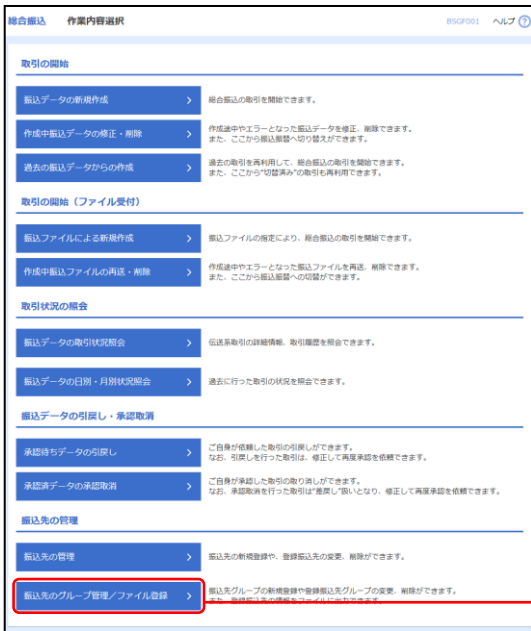 総合振込　作業内容選択　BSGF001　ヘルプ ?
取引の開始
振込データの新規作成 > 総合振込の取引を開始できます。
作成中振込データの修正・削除 > 作成途中やエラーとなった振込データを修正、削除できます。
また、ここから振込振替へ切り替えができます。
過去の振込データからの作成 > 過去の取引を再利用して、総合振込の取引を開始できます。
また、ここから“切替済み”の取引も再利用できます。
取引の開始（ファイル受付）
振込ファイルによる新規作成 > 振込ファイルの指定により、総合振込の取引を開始できます。
作成中振込ファイルの再送・削除 > 作成途中やエラーとなった振込ファイルを再送、削除できます。
また、ここから振込振替への切替ができます。
取引状況の照会
振込データの取引状況照会 > 伝送系取引の詳細情報、取引履歴を照会できます。
振込データの日別・月別状況照会 > 過去に行った取引の状況を照会できます。
振込データの引戻し・承認取消
承認待ちデータの引戻し > ご自身が依頼した取引の引戻しができます。
なお、引戻しを行った取引は、修正して再度承認を依頼できます。
承認済データの承認取消 > ご自身が承認した取引の取り消しができます。
なお、承認取消を行った取引は“差戻し”扱いとなり、修正して再度承認を依頼できます。
振込先の管理
振込先の管理 > 振込先の新規登録や、登録振込先の変更、削除ができます。
振込先のグループ管理／ファイル登録 > 振込先グループの新規登録や登録振込先グループの変更、削除ができます。
また、登録振込先の情報をファイルに出力できます。